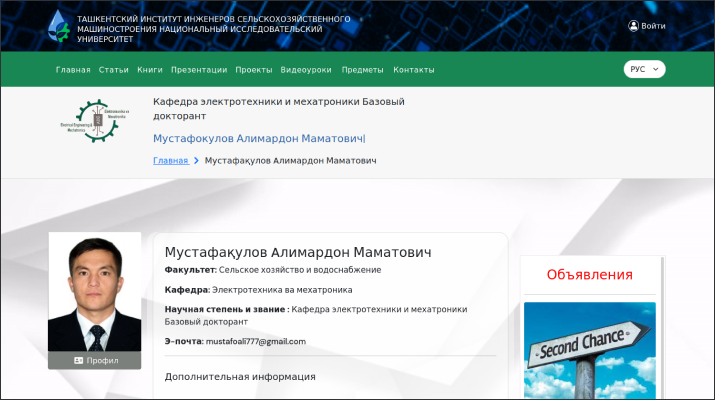 ТАШКЕНТСКИЙ ИНСТИТУТ ИНЖЕНЕРОВ СЕЛЬСКОХОЗЯЙСТВЕННОГО
МАШИНОСТРОЕНИЯ НАЦИОНАЛЬНЫЙ ИССЛЕДОВАТЕЛЬСКИЙ
УНИВЕРСИТЕТ
Войти
Главная Статьи Книги Презентации Проекты Видеоуроки Предметы Контакты
РУС
Кафедра электротехники и мехатроники Базовый
докторант
Мустафокулов Алимардон Маматович|
Главная > Мустафақулов Алимардон Маматович
Мустафақулов Алимардон Маматович
Факультет: Сельское хозяйство и водоснабжение
Кафедра: Электротехника ва мехатроника
Научная степень и звание : Кафедра электротехники и мехатроники
Базовый докторант
Э-почта: mustafoali777@gmail.com
Дополнительная информация
Профил
Объявления
Second Chance